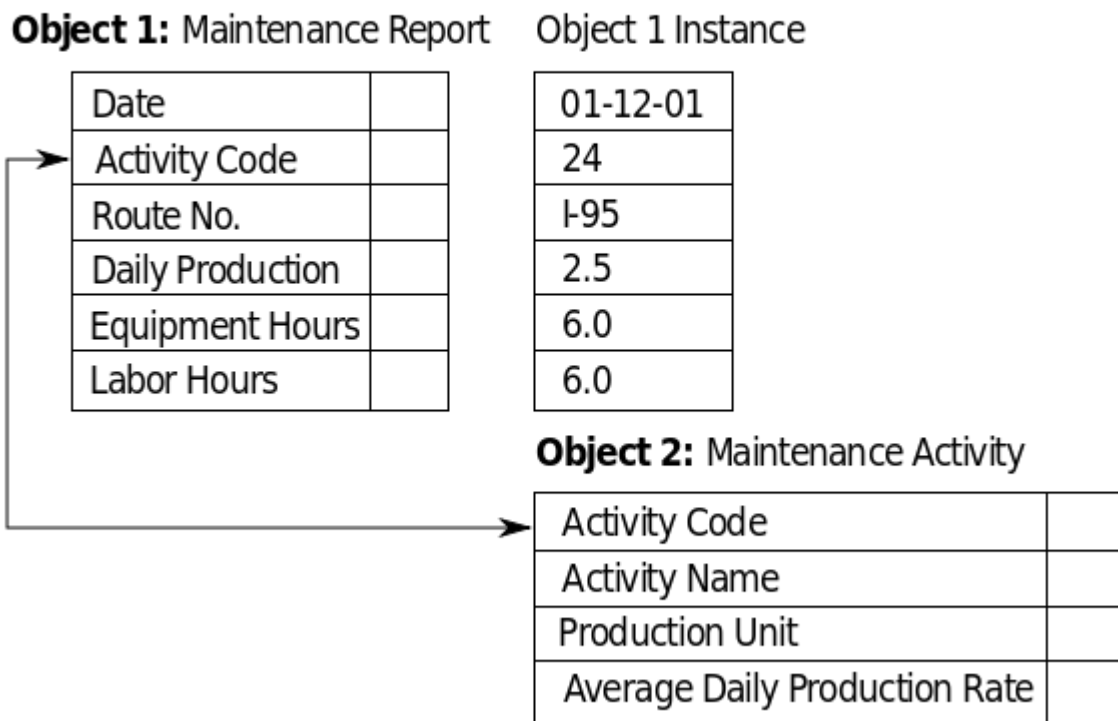 Object 1: Maintenance Report
Object 1 Instance
Date
01-12-01
Activity Code
24
Route No.
I-95
Daily Production
2.5
Equipment Hours
6.0
Labor Hours
6.0
Object 2: Maintenance Activity
Activity Code
Activity Name
Production Unit
Average Daily Production Rate